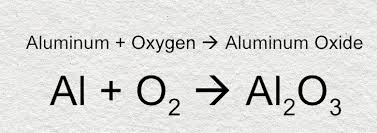 Aluminum + Oxygen → Aluminum Oxide
Al + O₂ → Al₂O₃